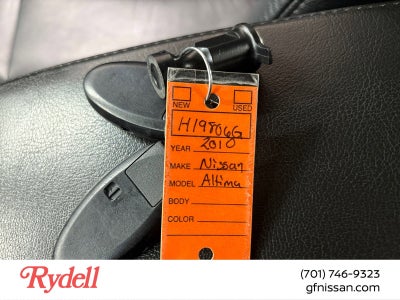 NEW USED
H19806G
YEAR 2010
MAKE Nissan
MODEL Altima
BODY
COLOR
Rydell
(701) 746-9323
gfnissan.com